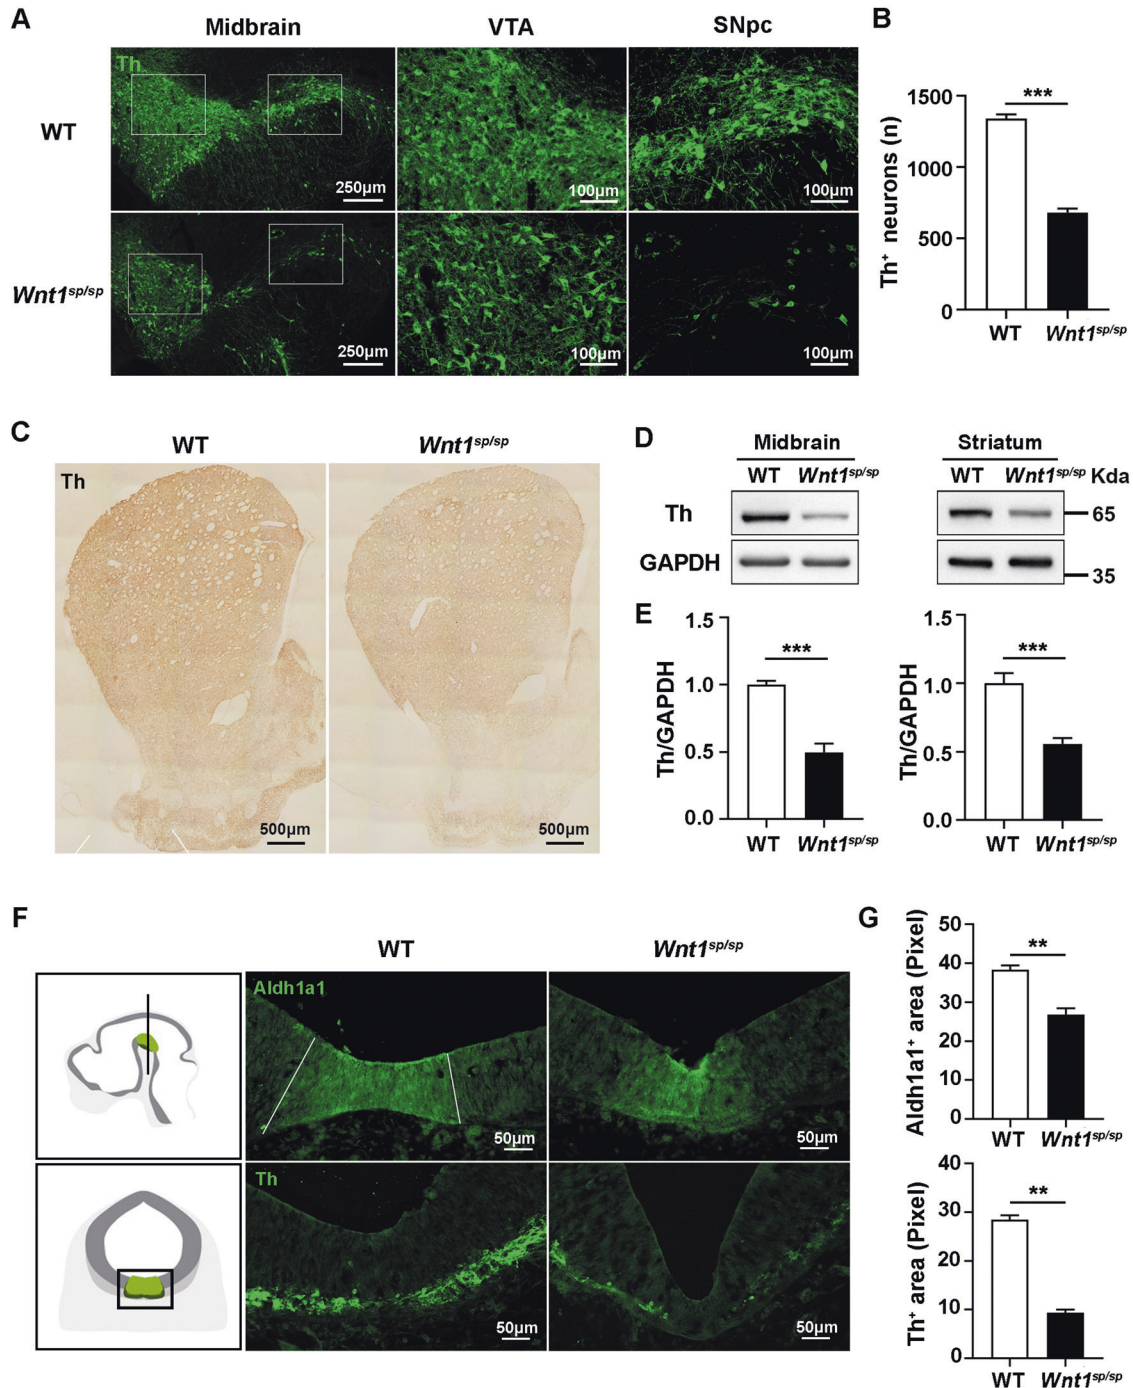 A
Midbrain
VTA
SNpc
Th
WT
250µm
100µm
100µm
Wnt1sp/sp
250µm
100µm
100µm
B
Th+ neurons (n)
1500
1000
500
0
***
WT
Wnt1sp/sp
C
WT
Wnt1sp/sp
Th
500µm
500µm
D
Midbrain
Striatum
WT Wnt1sp/sp
WT Wnt1sp/sp Kda
Th
65
GAPDH
35
E
Th/GAPDH
1.5
1.0
0.5
0.0
***
WT Wnt1sp/sp
Th/GAPDH
1.5
1.0
0.5
0.0
***
WT Wnt1sp/sp
F
WT
Wnt1sp/sp
Aldh1a1
50µm
50µm
Th
50µm
50µm
G
Aldh1a1+ area (Pixel)
50
40
30
20
10
0
**
WT Wnt1sp/sp
Th+ area (Pixel)
40
30
20
10
0
**
WT Wnt1sp/sp